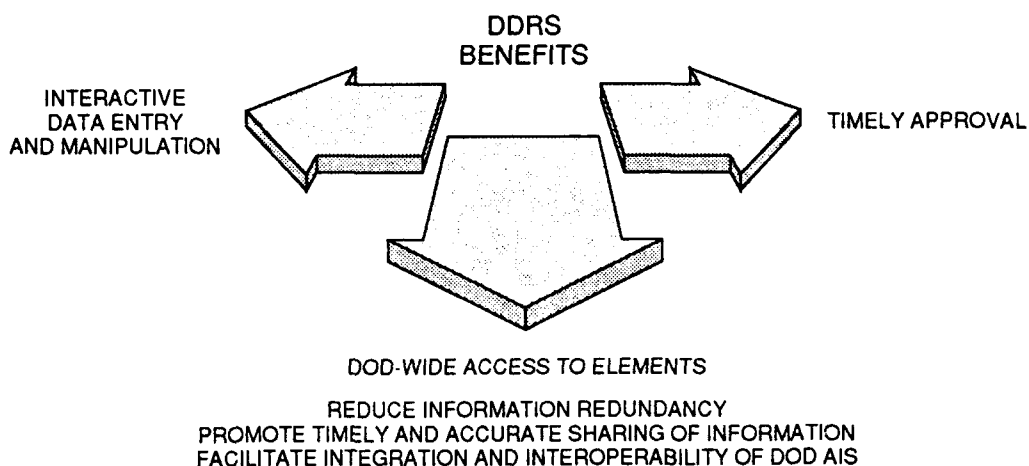 DDRS
BENEFITS
INTERACTIVE
DATA ENTRY
AND MANIPULATION
TIMELY APPROVAL
DOD-WIDE ACCESS TO ELEMENTS
REDUCE INFORMATION REDUNDANCY
PROMOTE TIMELY AND ACCURATE SHARING OF INFORMATION
FACILITATE INTEGRATION AND INTEROPERABILITY OF DOD AIS